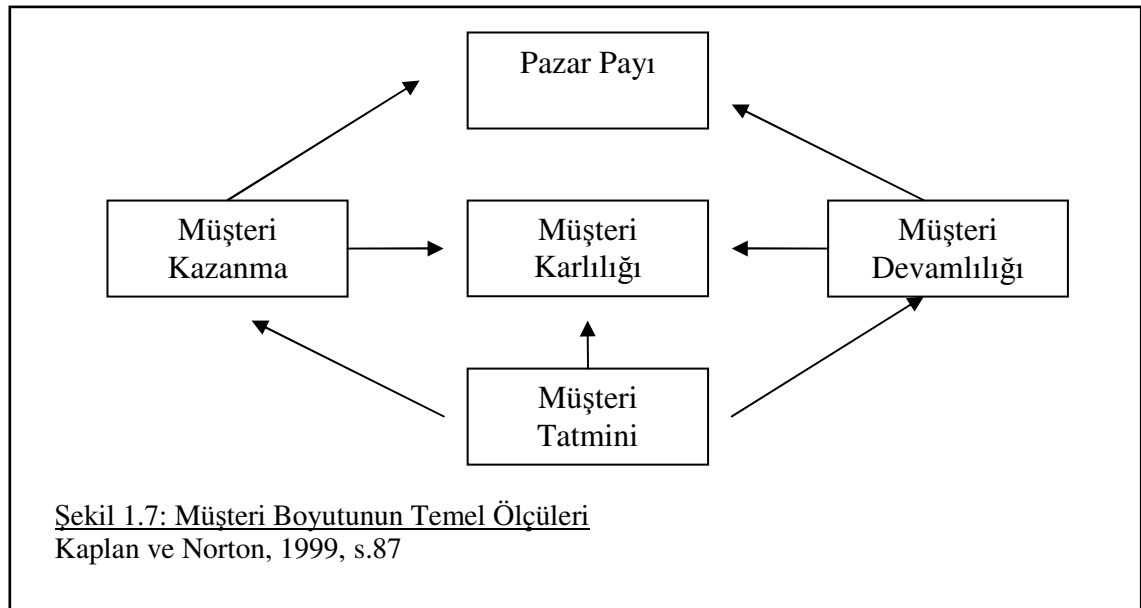 Pazar Payı
Müşteri
Kazanma
Müşteri
Karlılığı
Müşteri
Devamlılığı
Müşteri
Tatmini
Şekil 1.7: Müşteri Boyutunun Temel Ölçüleri
Kaplan ve Norton, 1999, s.87